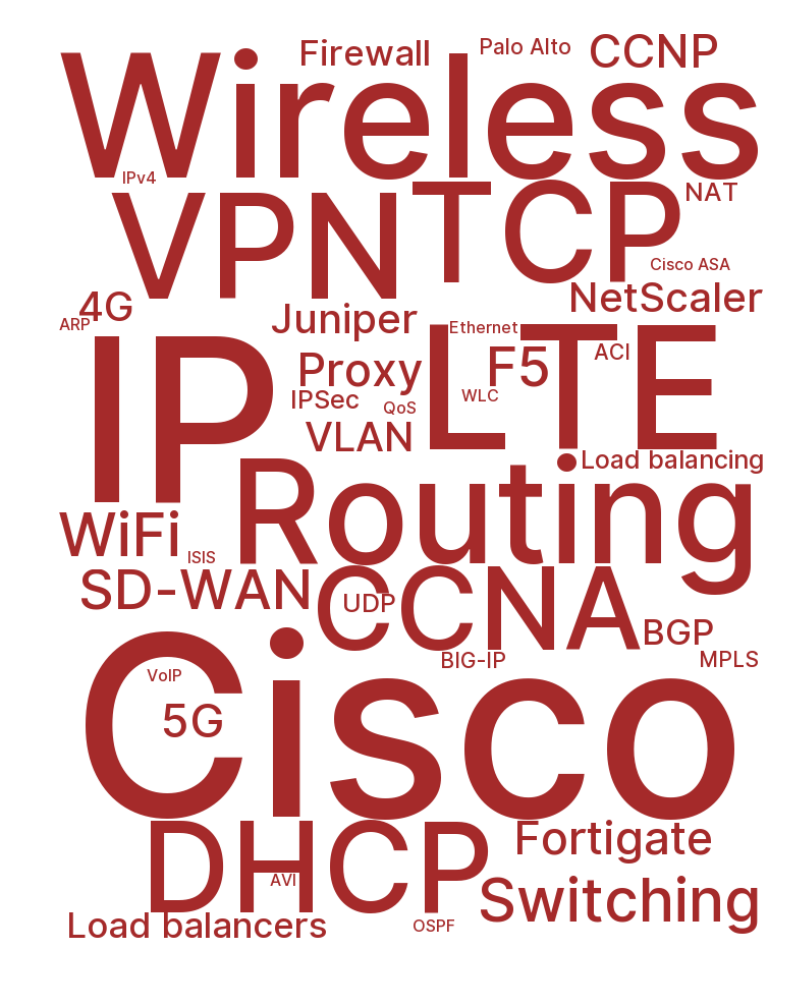 Firewall
Palo Alto
CCNP
Wireless
IPv4
NAT
VPN
TCP
Cisco ASA
4G
NetScaler
ARP
Juniper
Ethernet
LTE
IP
Proxy
F5
ACI
IPSec
QoS
WLC
VLAN
Load balancing
Routing
WiFi
ISIS
SD-WAN
CCNA
UDP
BGP
BIG-IP
MPLS
Cisco
VoIP
5G
DHCP
Fortigate
AVI
Switching
Load balancers
OSPF